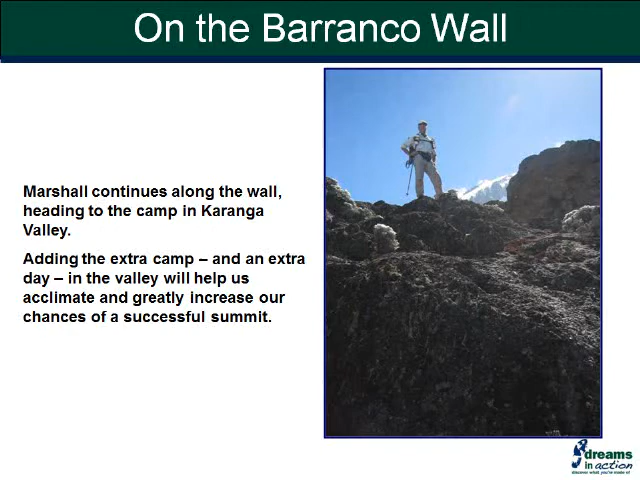 On the Barranco Wall
Marshall continues along the wall,
heading to the camp in Karanga
Valley.
Adding the extra camp – and an extra
day – in the valley will help us
acclimate and greatly increase our
chances of a successful summit.
dreams
in action
discover what you're made of